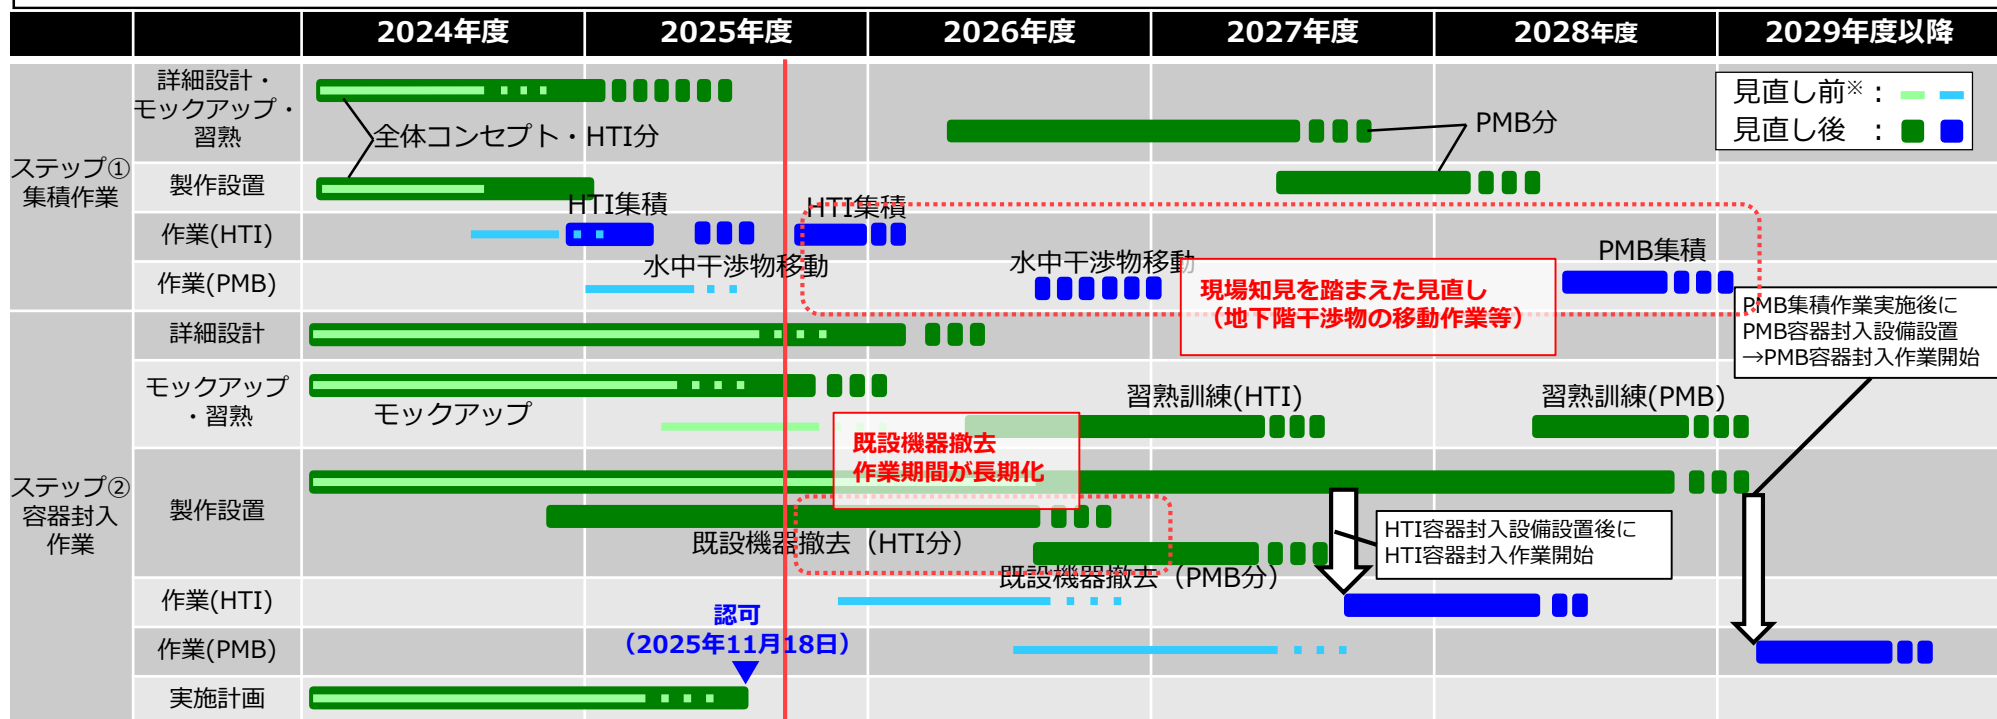 2024年度 2025年度 2026年度 2027年度 2028年度 2029年度以降
ステップ①
集積作業
詳細設計・
モックアップ・
習熟
全体コンセプト・HTI分
PMB分
見直し前※：
見直し後 ：
製作設置
HTI集積
HTI集積
作業(HTI)
水中干渉物移動
水中干渉物移動
PMB集積
作業(PMB)
現場知見を踏まえた見直し
（地下階干渉物の移動作業等）
PMB集積作業実施後に
PMB容器封入設備設置
→PMB容器封入作業開始
ステップ②
容器封入
作業
詳細設計
モックアップ
・習熟
モックアップ
習熟訓練(HTI)
習熟訓練(PMB)
既設機器撤去
作業期間が長期化
製作設置
既設機器撤去（HTI分）
既設機器撤去（PMB分）
HTI容器封入設備設置後に
HTI容器封入作業開始
作業(HTI)
認可
（2025年11月18日）
作業(PMB)
実施計画